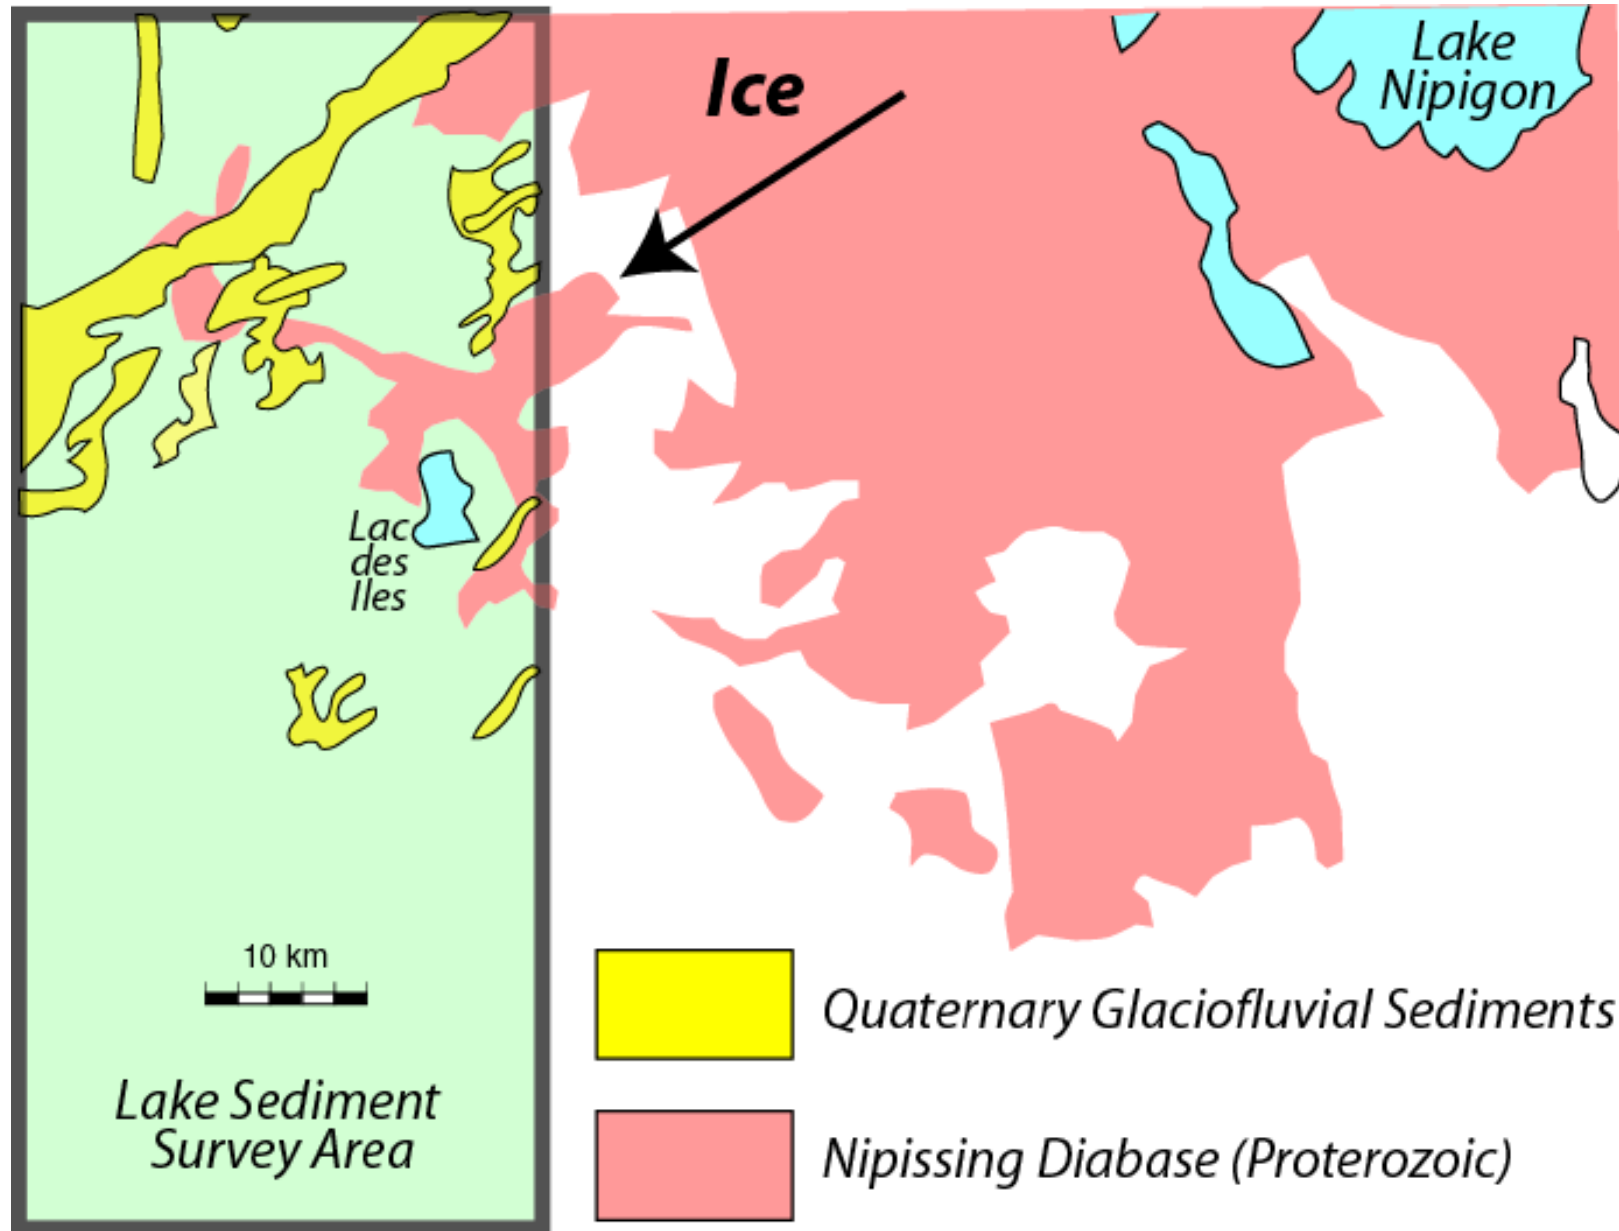 Ice
Lake
Nipigon
Lac
des
Iles
10 km
Lake Sediment
Survey Area
Quaternary Glaciofluvial Sediments
Nipissing Diabase (Proterozoic)